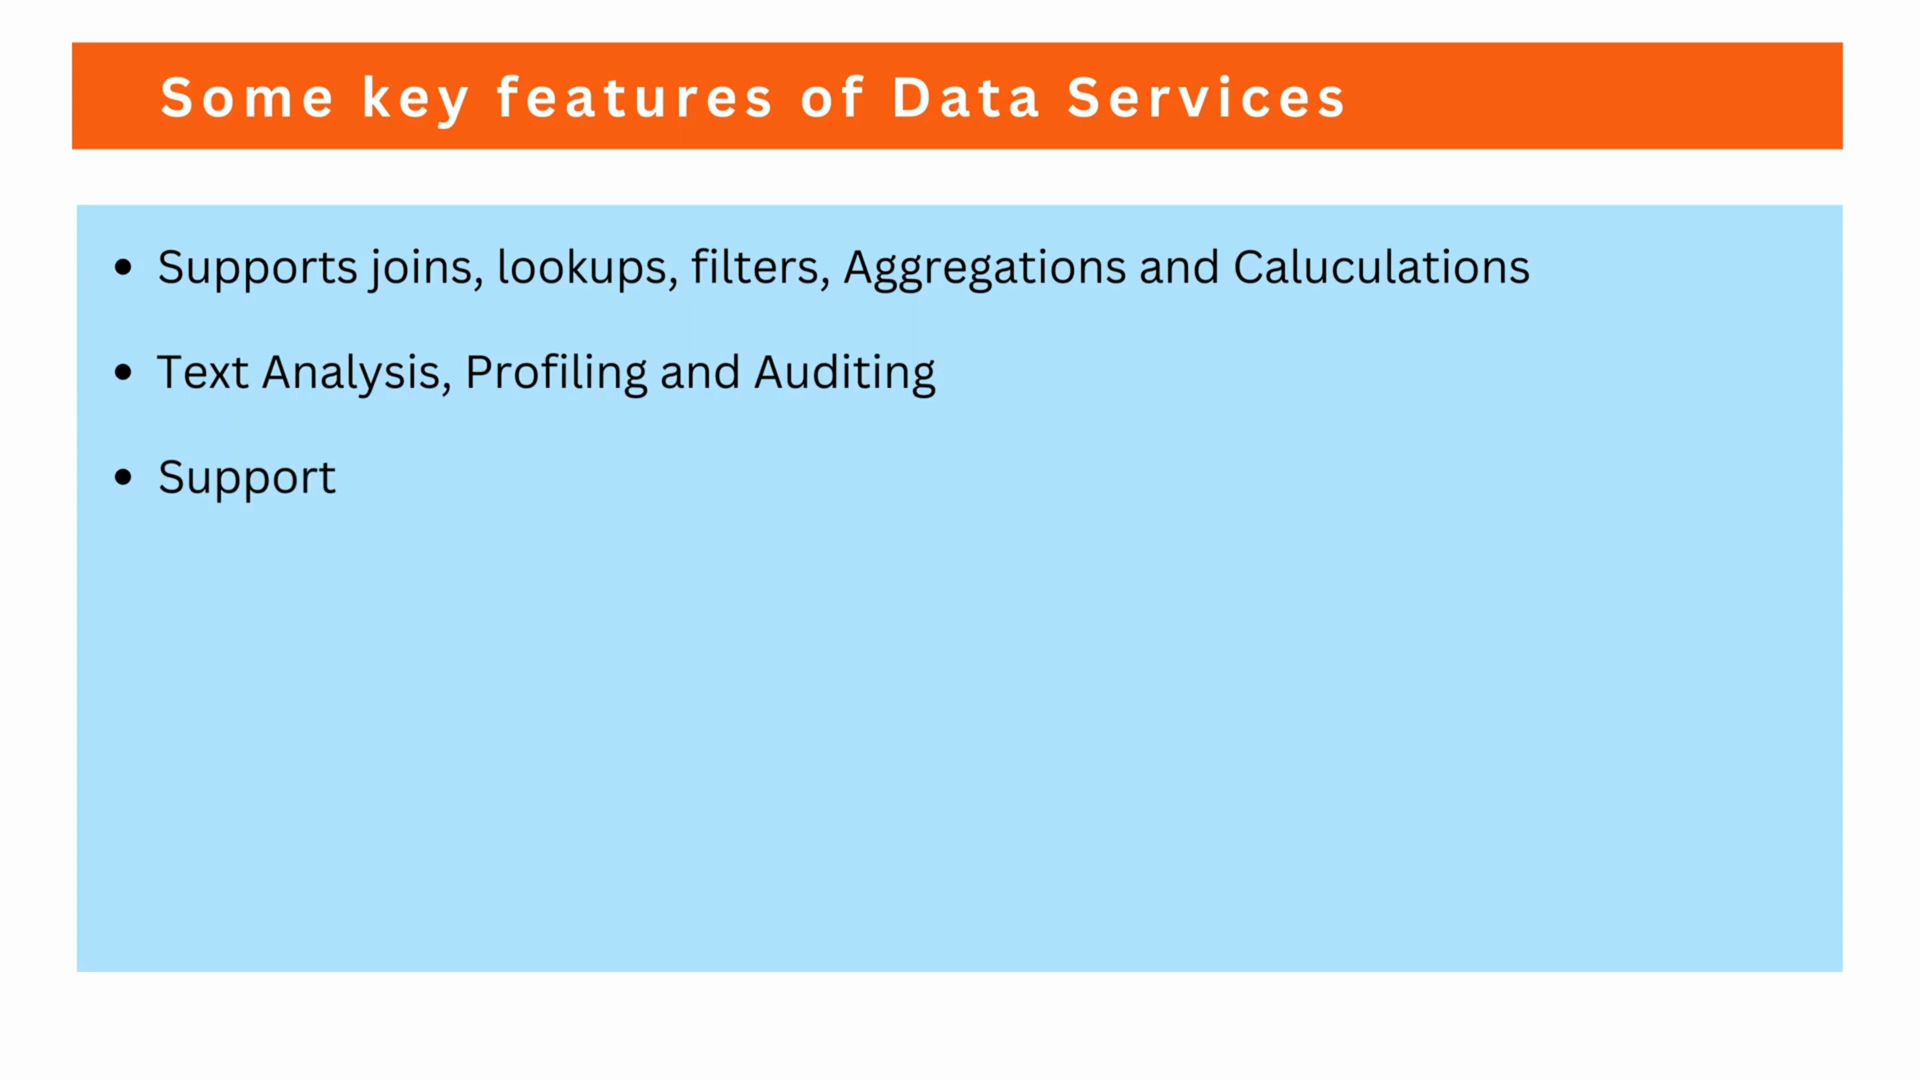 Some key features of Data Services
• Supports joins, lookups, filters, Aggregations and Caluculations
• Text Analysis, Profiling and Auditing
• Support